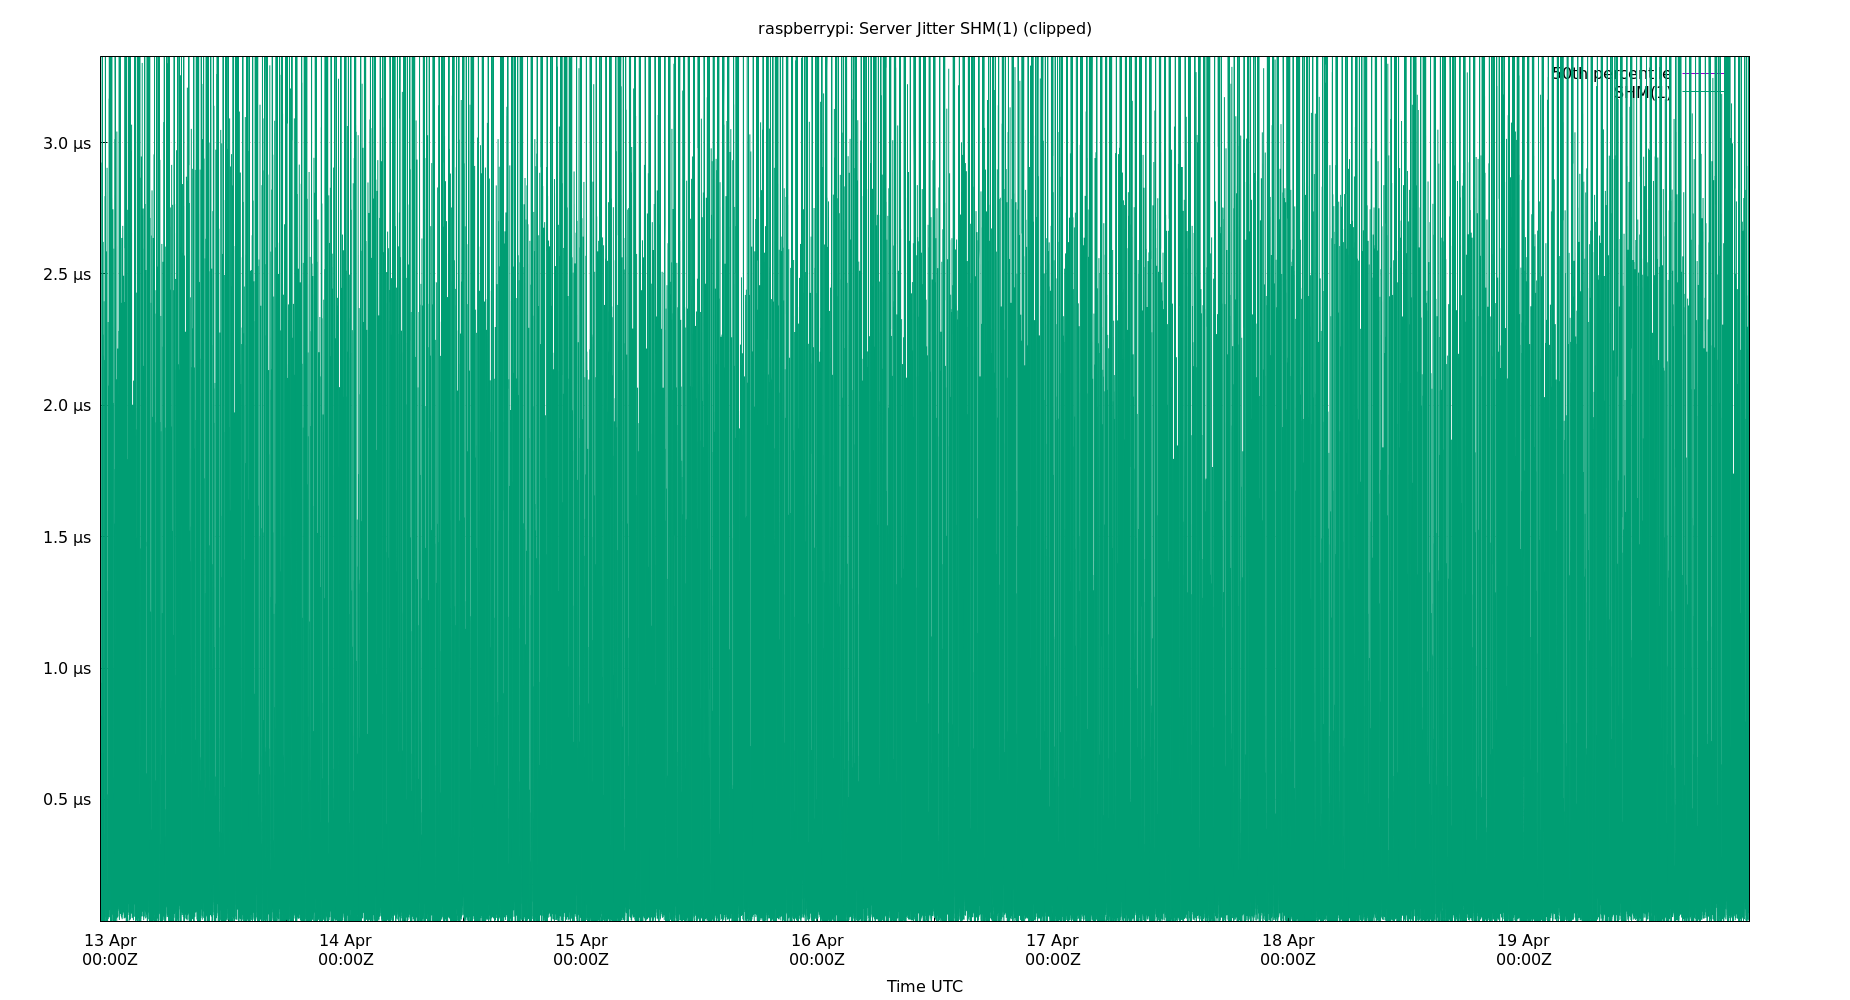 raspberrypi: Server Jitter SHM(1) (clipped)
50th percentile
SHM(1)
3.0 µs
2.5 µs
2.0 µs
1.5 µs
1.0 µs
0.5 µs
13 Apr 14 Apr 15 Apr 16 Apr 17 Apr 18 Apr 19 Apr
00:00Z 00:00Z 00:00Z 00:00Z 00:00Z 00:00Z 00:00Z
Time UTC